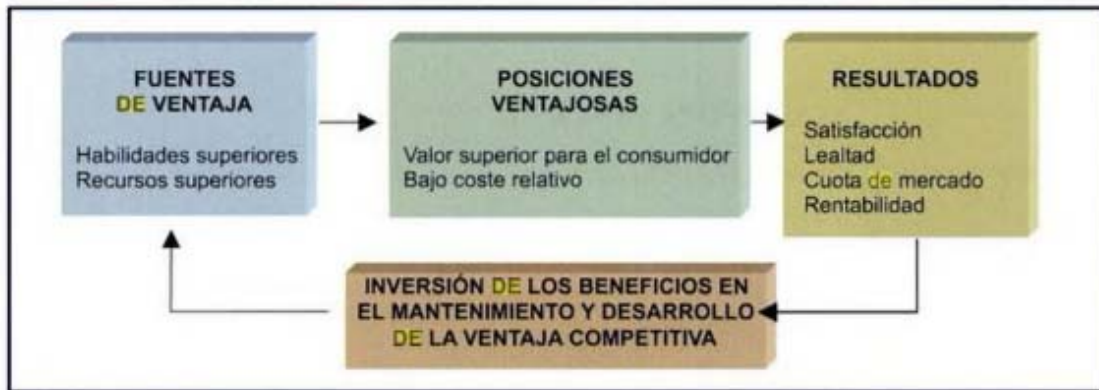 FUENTES
DE VENTAJA
Habilidades superiores
Recursos superiores
POSICIONES
VENTAJOSAS
Valor superior para el consumidor
Bajo coste relativo
RESULTADOS
Satisfacción
Lealtad
Cuota de mercado
Rentabilidad
INVERSIÓN DE LOS BENEFICIOS EN
EL MANTENIMIENTO Y DESARROLLO
DE LA VENTAJA COMPETITIVA